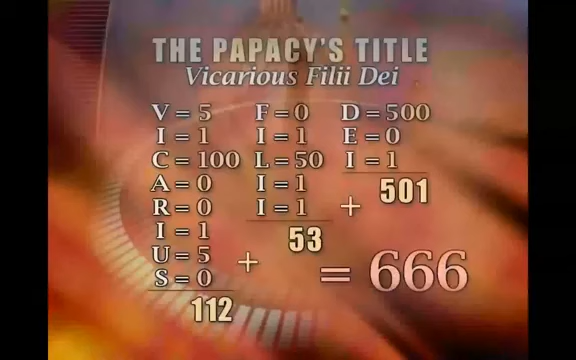 THE PAPACY'S TITLE
Vicarious Filii Dei
V = 5 F = 0 D = 500
I = 1 I = 1 E = 0
C = 100 L = 50 I = 1
A = 0 I = 1 + 501
R = 0 I = 1
I = 1 53
U = 5 + = 666
S = 0
112